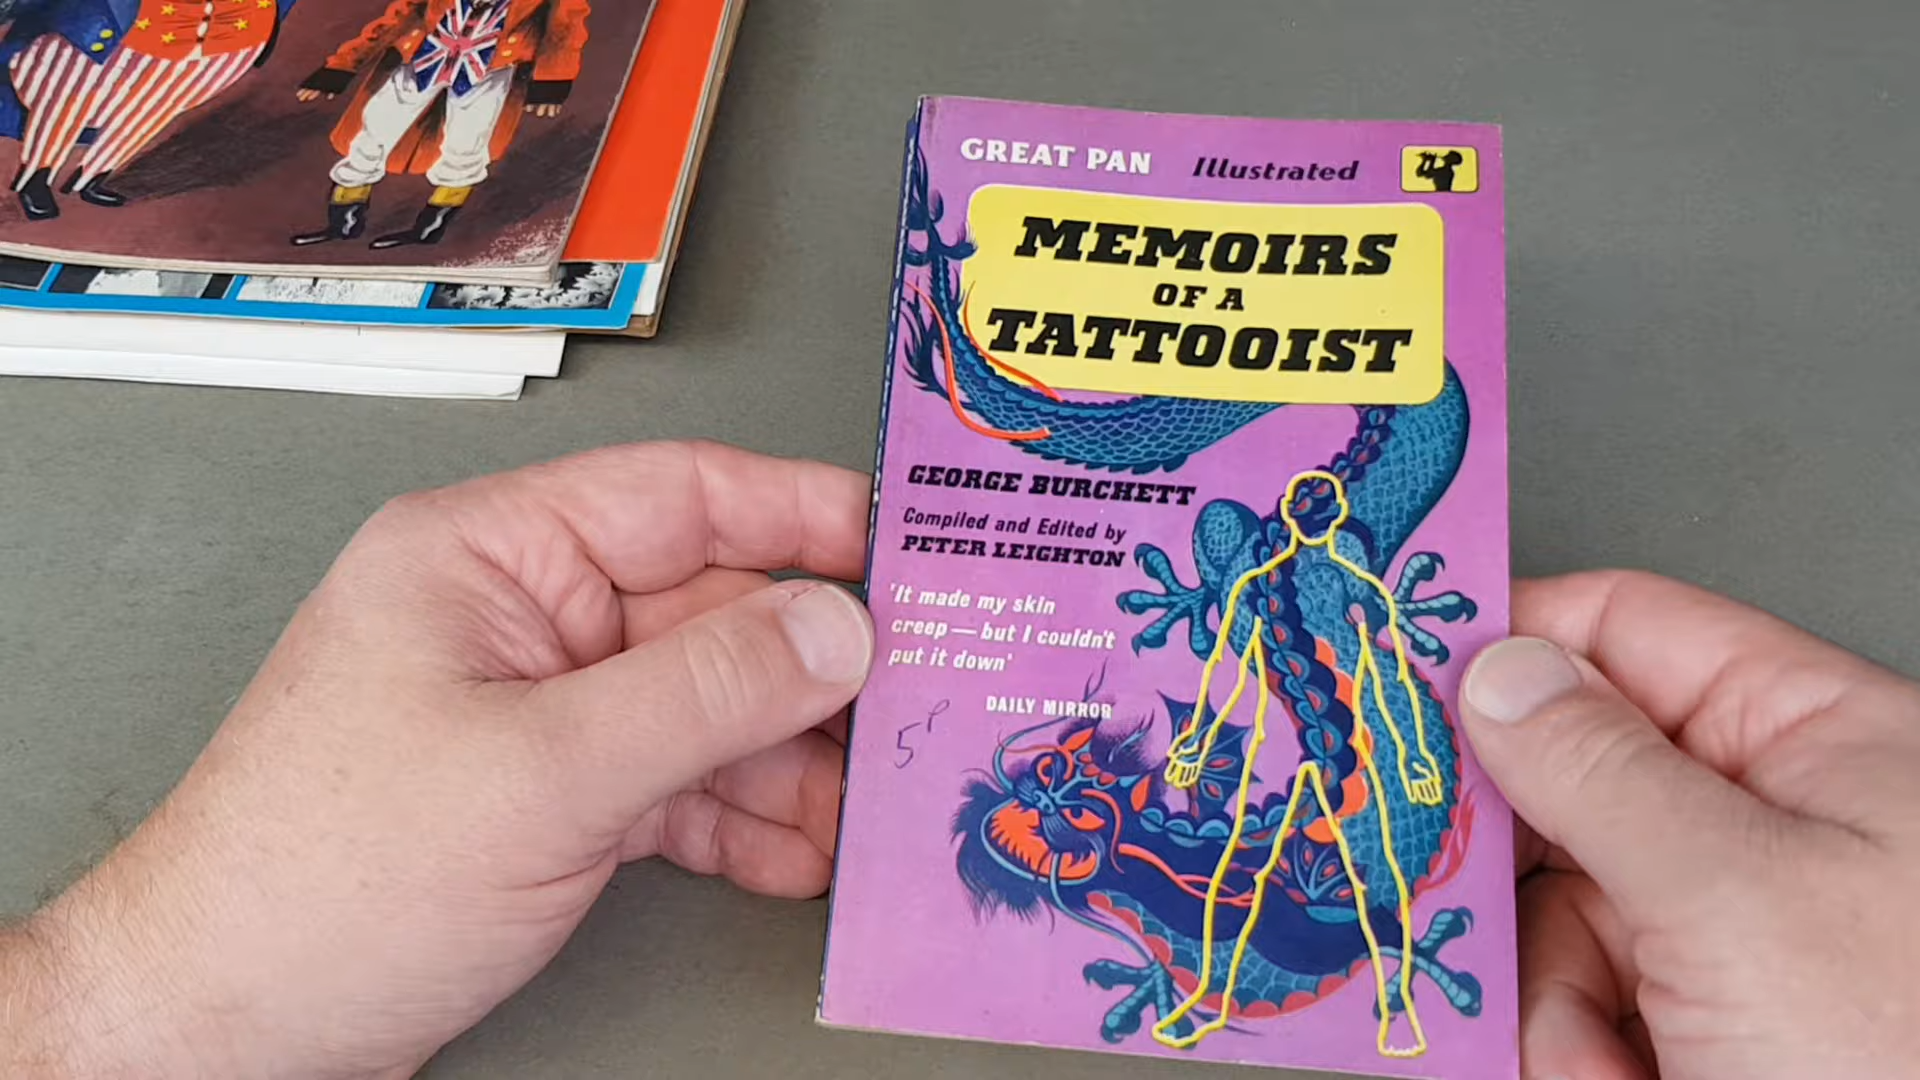 GREAT PAN Illustrated
MEMOIRS
OF A
TATTOOIST
GEORGE BURCHETT
Compiled and Edited by
PETER LEIGHTON
'It made my skin
creep—but I couldn't
put it down'
DAILY MIRROR
5P